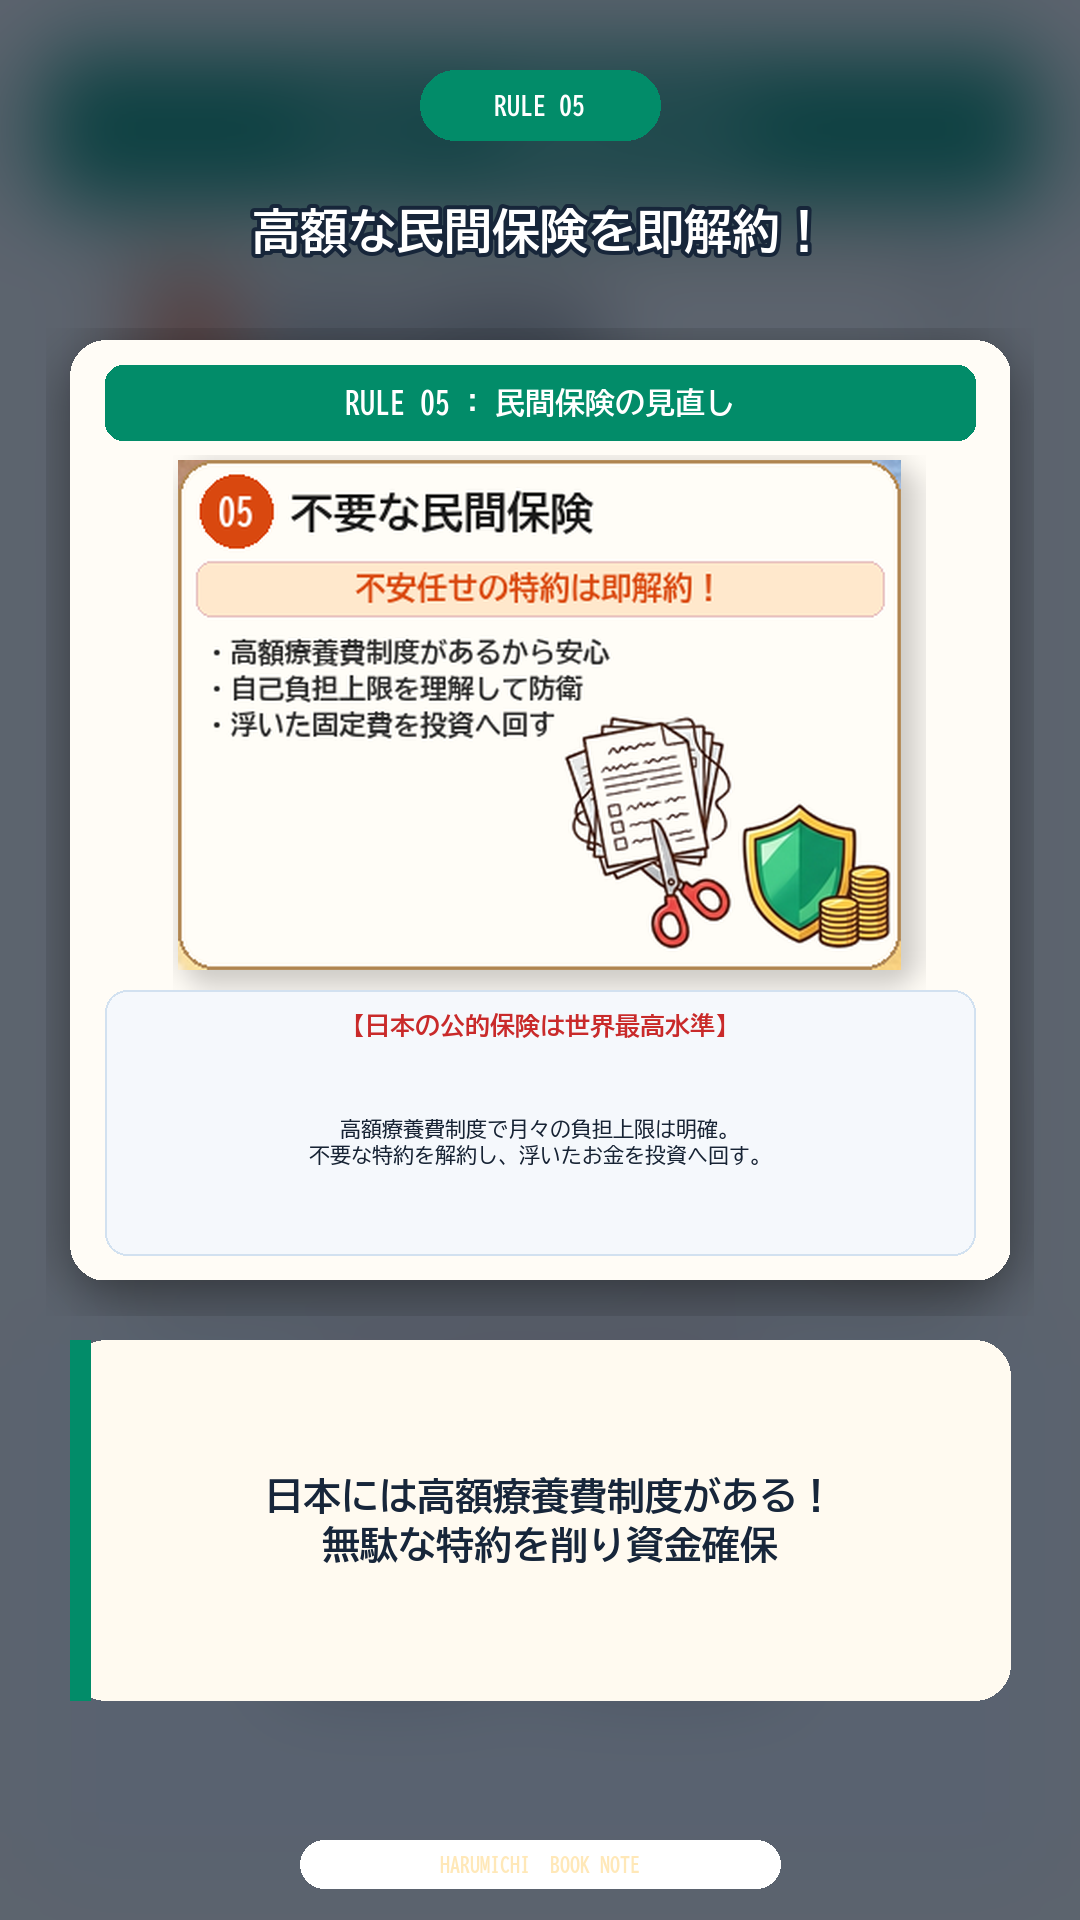 RULE 05
高額な民間保険を即解約！
RULE 05 : 民間保険の見直し
05 不要な民間保険
不安任せの特約は即解約！
・高額療養費制度があるから安心
・自己負担上限を理解して防衛
・浮いた固定費を投資へ回す
【日本の公的保険は世界最高水準】
高額療養費制度で月々の負担上限は明確。
不要な特約を解約し、浮いたお金を投資へ回す。
日本には高額療養費制度がある！
無駄な特約を削り資金確保
HARUMICHI BOOK NOTE